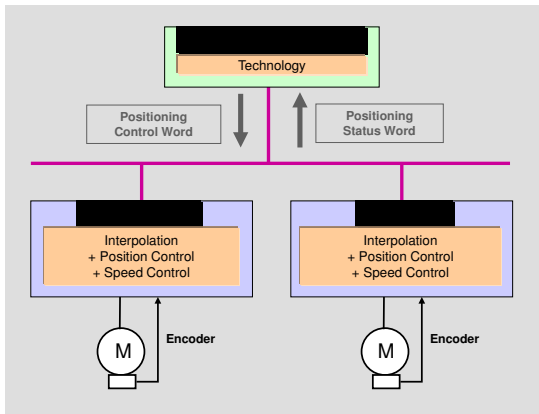 Technology
Positioning
Control Word
Positioning
Status Word
Interpolation
+ Position Control
+ Speed Control
Interpolation
+ Position Control
+ Speed Control
Encoder
M
Encoder
M